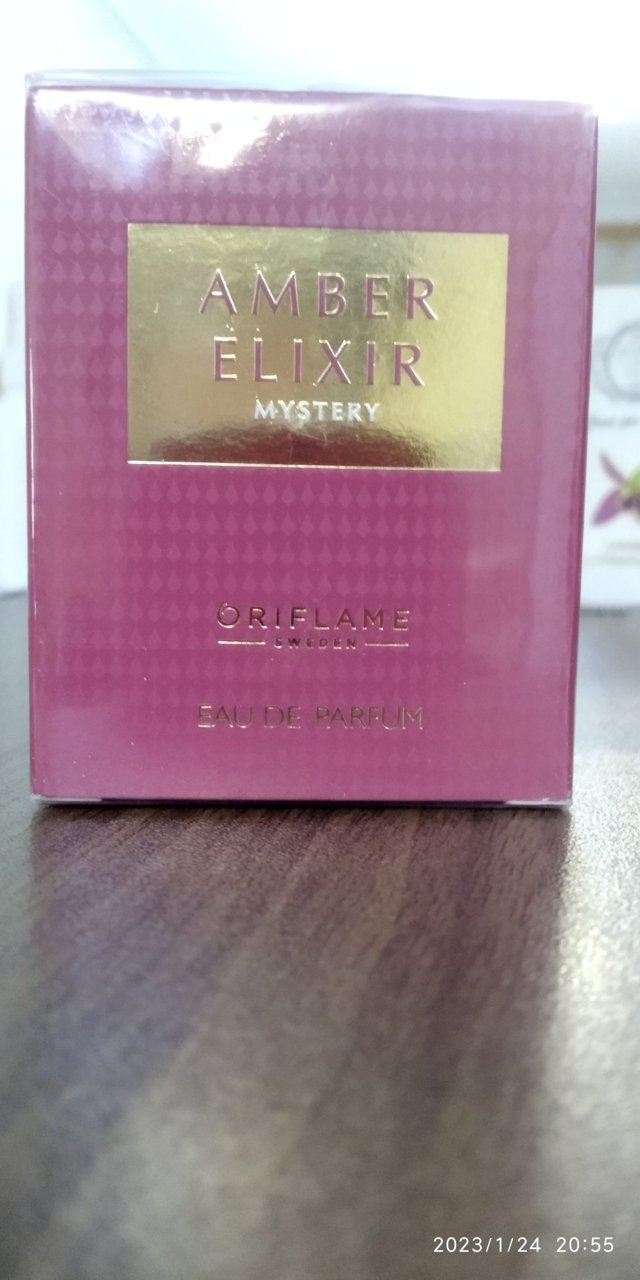 AMBER
ELIXIR
MYSTERY
ORIFLAME
SWEDEN
EAU DE PARFUM
2023/1/24 20:55